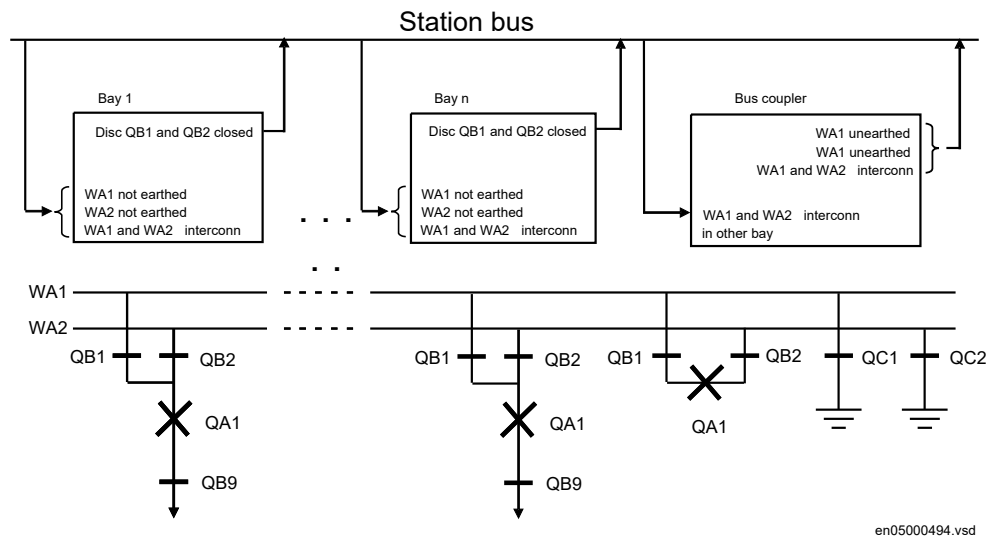 Station bus
Bay 1
Disc QB1 and QB2 closed
WA1 not earthed
WA2 not earthed
WA1 and WA2 interconn
. . .
Bay n
Disc QB1 and QB2 closed
WA1 not earthed
WA2 not earthed
WA1 and WA2 interconn
Bus coupler
WA1 unearthed
WA1 unearthed
WA1 and WA2 interconn
WA1 and WA2 interconn
in other bay
. .
WA1
WA2
QB1
QB2
QA1
QB9
QB1
QB2
QA1
QB9
QB1
QB2
QA1
QC1
QC2
en05000494.vsd